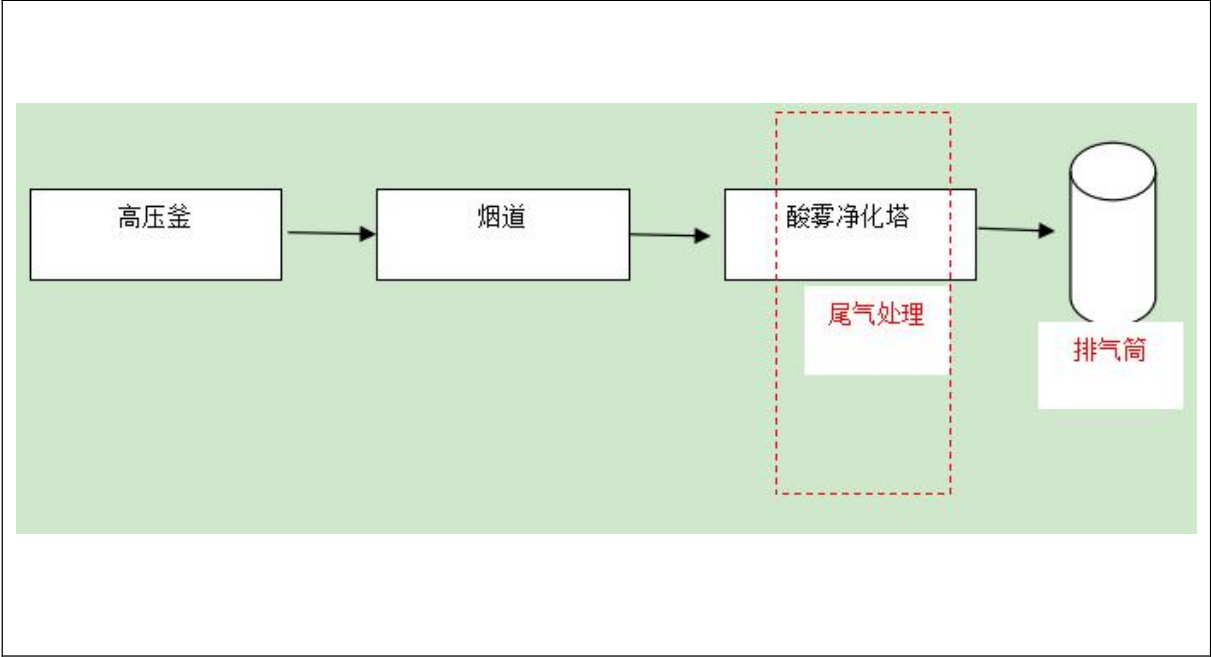 高压釜
烟道
酸雾净化塔
尾气处理
排气筒